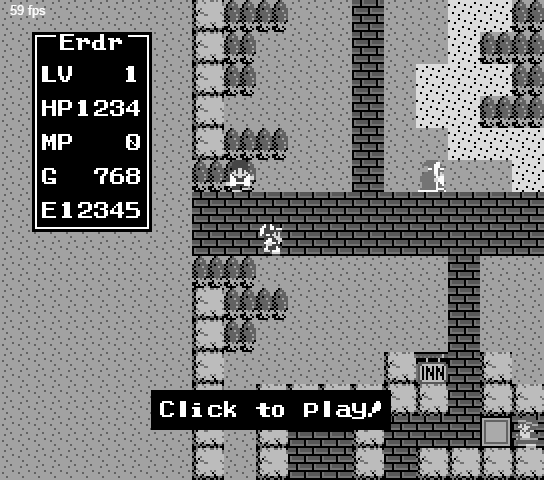 59 fps
Erdr
LV 1
HP1234
MP 0
G 768
E12345
INN
Click to play!